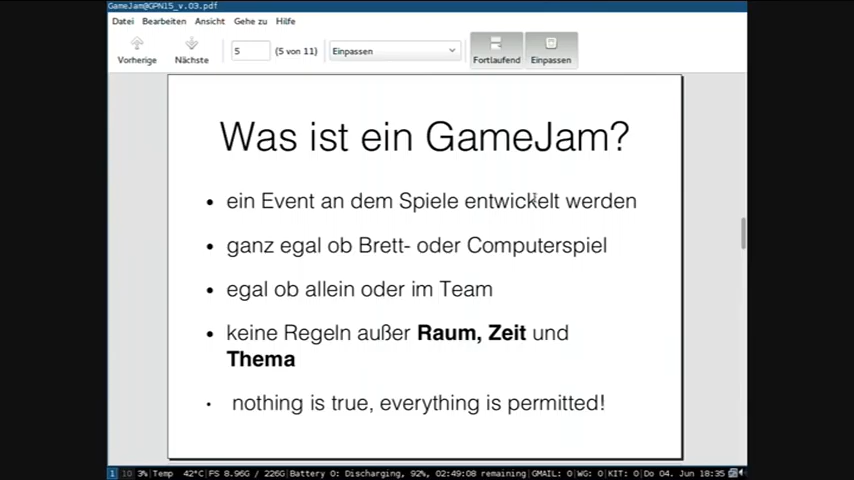 GameJam@GPN15_v.03.pdf
Datei Bearbeiten Ansicht Gehe zu Hilfe
5 (5 von 11) Einpassen
Vorherige Nächste Fortlaufend Einpassen
Was ist ein GameJam?
• ein Event an dem Spiele entwickelt werden
• ganz egal ob Brett- oder Computerspiel
• egal ob allein oder im Team
• keine Regeln außer Raum, Zeit und
Thema
• nothing is true, everything is permitted!
1 10 3%|Temp 42°C|FS 8.96G / 226G|Battery 0: Discharging, 92%, 02:49:08 remaining|GMAIL: 0|WG: 0|KIT: 0|Do 04. Jun 18:35